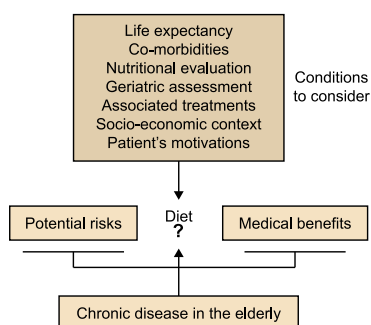 Life expectancy
Co-morbidities
Nutritional evaluation
Geriatric assessment
Associated treatments
Socio-economic context
Patient's motivations
Conditions
to consider
Potential risks
Diet
?
Medical benefits
Chronic disease in the elderly